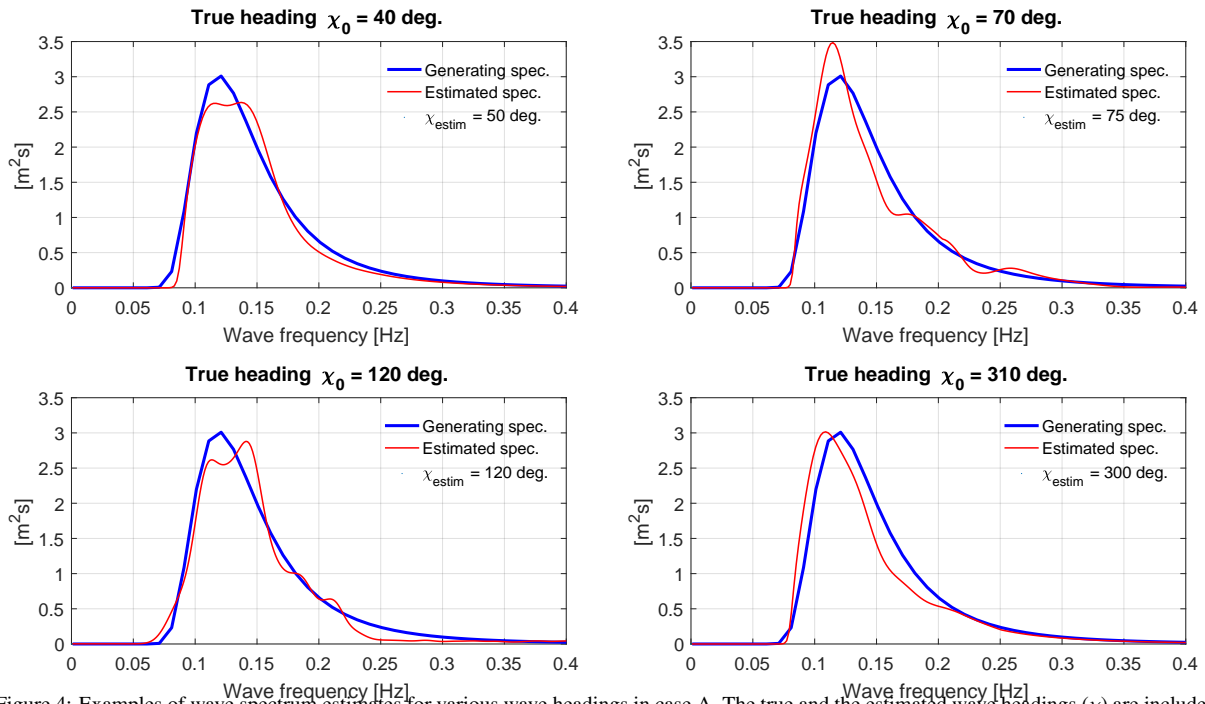 True heading χ0 = 40 deg.
3.5
3
2.5
2
1.5
1
0.5
0
[m2s]
Generating spec.
Estimated spec.
χestim = 50 deg.
0
0.05
0.1
0.15
0.2
0.25
0.3
0.35
0.4
Wave frequency [Hz]
True heading χ0 = 70 deg.
3.5
3
2.5
2
1.5
1
0.5
0
[m2s]
Generating spec.
Estimated spec.
χestim = 75 deg.
0
0.05
0.1
0.15
0.2
0.25
0.3
0.35
0.4
Wave frequency [Hz]
True heading χ0 = 120 deg.
3.5
3
2.5
2
1.5
1
0.5
0
[m2s]
Generating spec.
Estimated spec.
χestim = 120 deg.
0
0.05
0.1
0.15
0.2
0.25
0.3
0.35
0.4
Wave frequency [Hz]
True heading χ0 = 310 deg.
3.5
3
2.5
2
1.5
1
0.5
0
[m2s]
Generating spec.
Estimated spec.
χestim = 300 deg.
0
0.05
0.1
0.15
0.2
0.25
0.3
0.35
0.4
Wave frequency [Hz]
Figure 4: Examples of wave spectrum estimates for various wave headings in case A. The true and the estimated wave headings (χ) are include